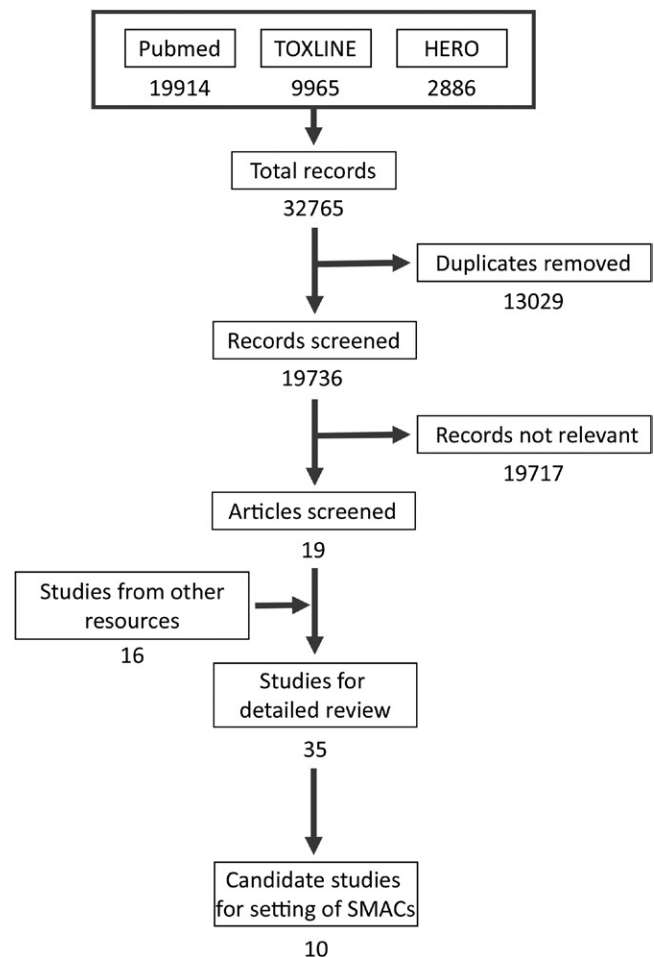 Pubmed TOXLINE HERO
19914 9965 2886
Total records
32765
Duplicates removed
13029
Records screened
19736
Records not relevant
19717
Articles screened
19
Studies from other
resources
16
Studies for
detailed review
35
Candidate studies
for setting of SMACs
10